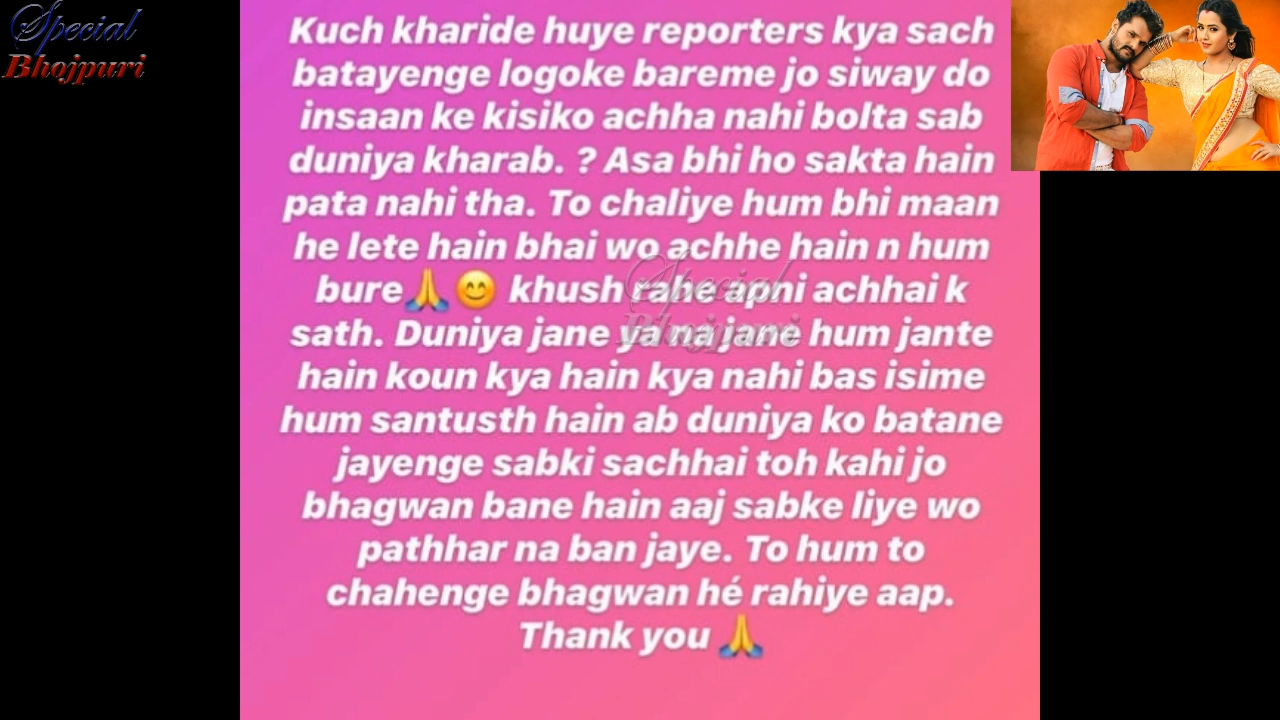 Special
Bhojpuri
Kuch kharide huye reporters kya sach
batayenge logoke bareme jo siway do
insaan ke kisiko achha nahi bolta sab
duniya kharab. ? Asa bhi ho sakta hain
pata nahi tha. To chaliye hum bhi maan
he lete hain bhai wo achhe hain n hum
bure🙏😊 khush rahe apni achhai k
sath. Duniya jane ya na jane hum jante
hain koun kya hain kya nahi bas isime
hum santusth hain ab duniya ko batane
jayenge sabki sachhai toh kahi jo
bhagwan bane hain aaj sabke liye wo
pathhar na ban jaye. To hum to
chahenge bhagwan hé rahiye aap.
Thank you 🙏
Special
Bhojpuri